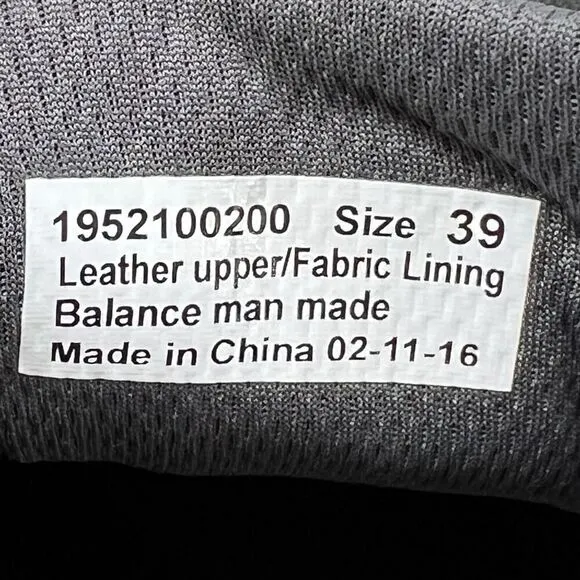 1952100200 Size 39
Leather upper/Fabric Lining
Balance man made
Made in China 02-11-16